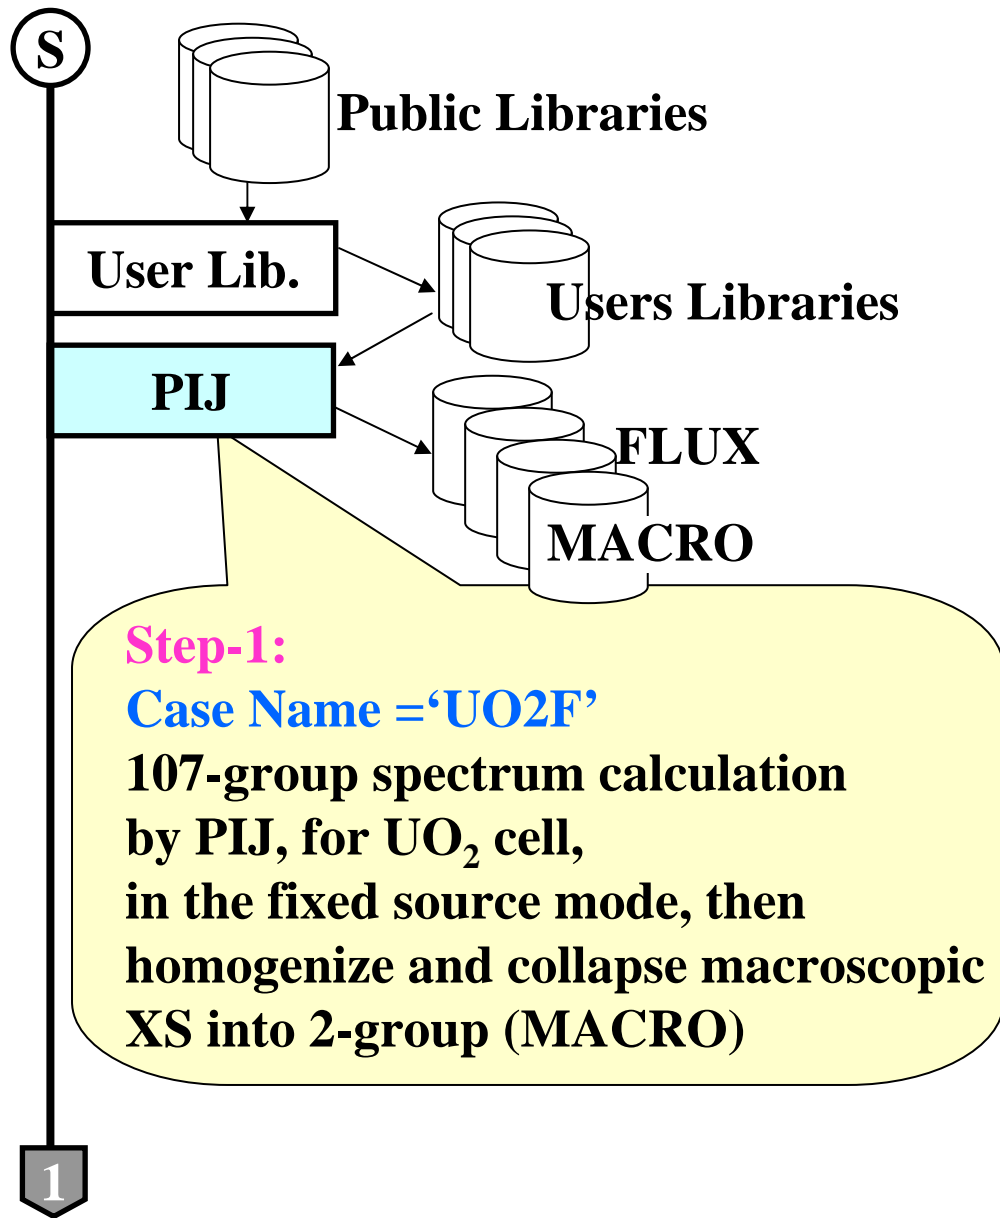 S
Public Libraries
User Lib.
Users Libraries
PIJ
FLUX
MACRO
Step-1:
Case Name =‘UO2F’
107-group spectrum calculation
by PIJ, for UO₂ cell,
in the fixed source mode, then
homogenize and collapse macroscopic
XS into 2-group (MACRO)
1